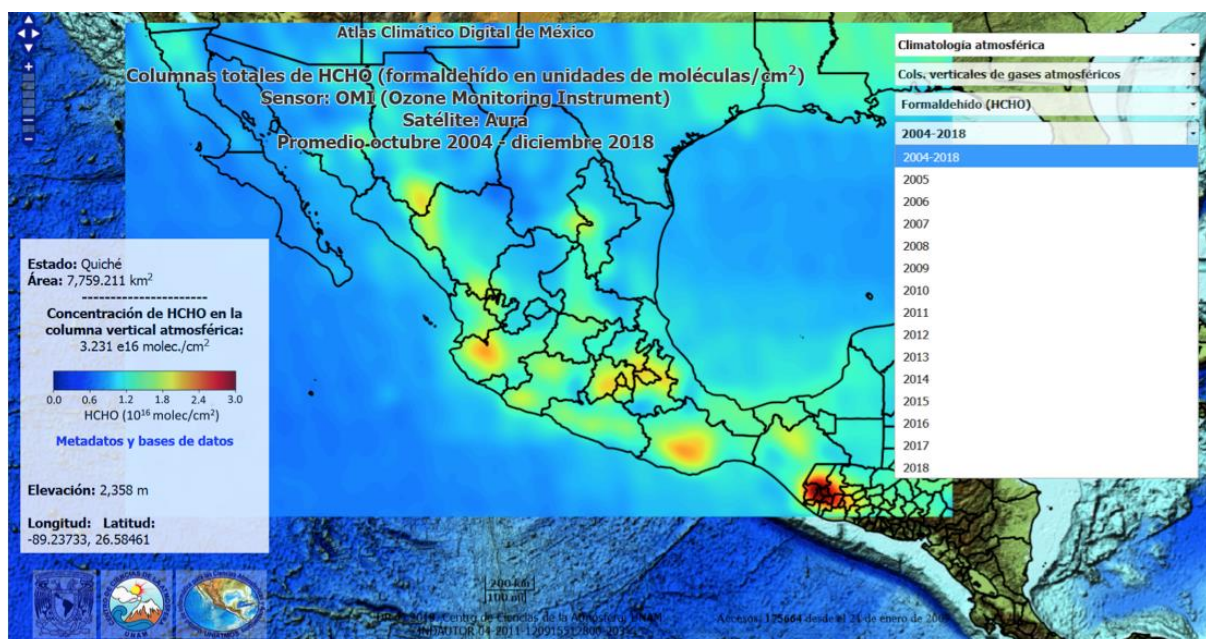 Atlas Climático Digital de México
Columnas totales de HCHO (formaldehído en unidades de moléculas/cm²)
Sensor: OMI (Ozone Monitoring Instrument)
Satélite: Aura
Promedio octubre 2004 - diciembre 2018
Climatología atmosférica
Cols. verticales de gases atmosféricos
Formaldehído (HCHO)
2004-2018
2004-2018
2005
2006
2007
2008
2009
2010
2011
2012
2013
2014
2015
2016
2017
2018
Estado: Quiché
Área: 7,759.211 km²
----------------------
Concentración de HCHO en la
columna vertical atmosférica:
3.231 e16 molec./cm²
0.0 0.6 1.2 1.8 2.4 3.0
HCHO (10¹⁶ molec/cm²)
Metadatos y bases de datos
Elevación: 2,358 m
Longitud: Latitud:
-89.23733, 26.58461
200 km
100 mi
Centro de Ciencias de la Atmósfera, UNAM
Accesos: 175664 desde el 21 de enero de
UNAM